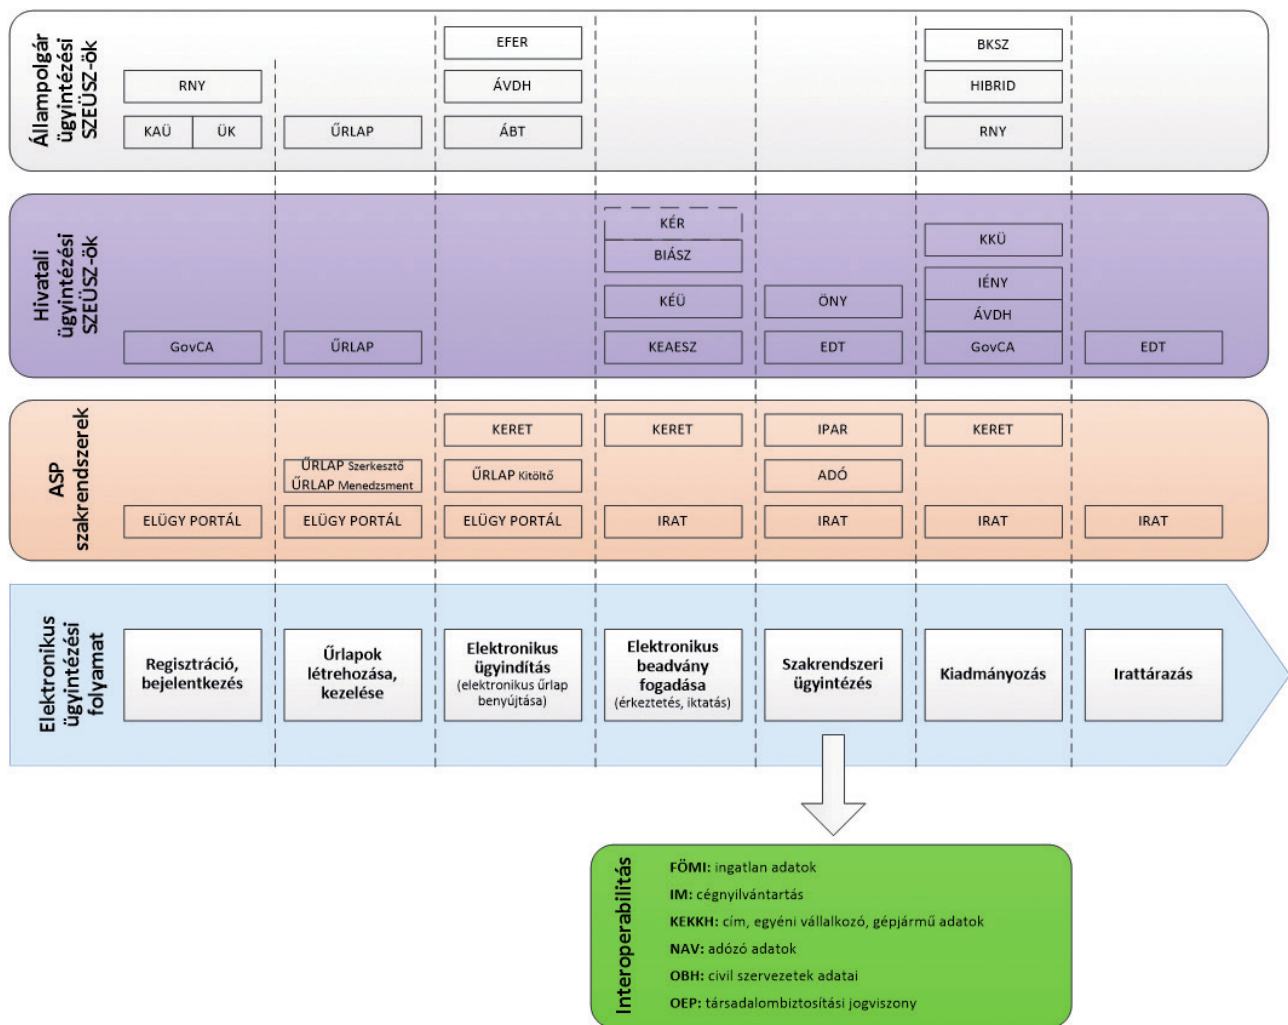 Állampolgár
ügyintézési
SZEÜSZ-ök
EFER
BKSZ
RNY
ÁVDH
HIBRID
KAÜ
ÜK
ŰRLAP
ÁBT
RNY
Hivatali
ügyintézési
SZEÜSZ-ök
KÉR
BIÁSZ
KKÜ
IÉNY
KÉÜ
ÖNY
ÁVDH
GovCA
ŰRLAP
KEAESZ
EDT
GovCA
EDT
ASP
szakrendszerek
KERET
KERET
IPAR
KERET
ŰRLAP Szerkesztő
ŰRLAP Menedzsment
ŰRLAP Kitöltő
ADÓ
ELÜGY PORTÁL
ELÜGY PORTÁL
ELÜGY PORTÁL
IRAT
IRAT
IRAT
IRAT
Elektronikus
ügyintézési
folyamat
Regisztráció,
bejelentkezés
Űrlapok
létrehozása,
kezelése
Elektronikus
ügyindítás
(elektronikus űrlap
benyújtása)
Elektronikus
beadvány
fogadása
(érkeztetés, iktatás)
Szakrendszeri
ügyintézés
Kiadmányozás
Irattárazás
Interoperabilitás
FÖMI: ingatlan adatok
IM: cégnyilvántartás
KEKKH: cím, egyéni vállalkozó, gépjármű adatok
NAV: adózó adatok
OBH: civil szervezetek adatai
OEP: társadalombiztosítási jogviszony